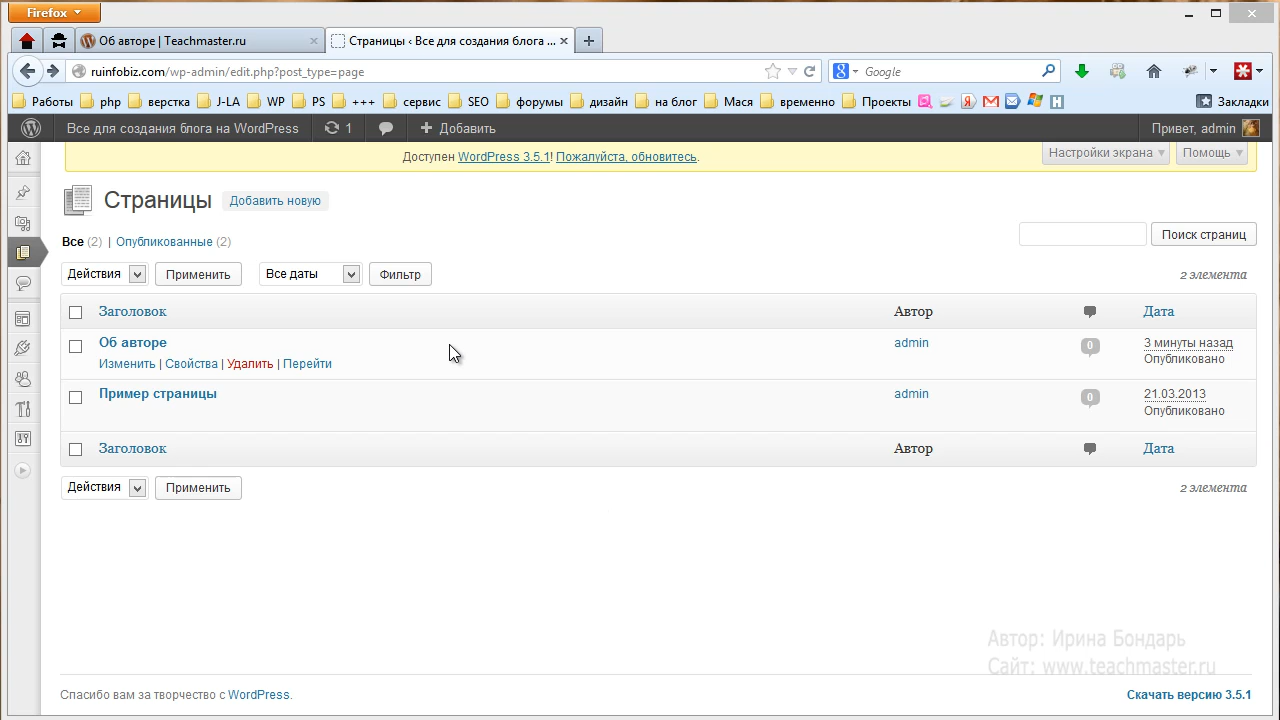 Firefox
Об авторе | Teachmaster.ru
Страницы ‹ Все для создания блога ...
ruinfobiz.com/wp-admin/edit.php?post_type=page
Google
Работы php верстка J-LA WP PS +++ сервис SEO форумы дизайн на блог Мася временно Проекты Закладки
Все для создания блога на WordPress 1 Добавить Привет, admin
Доступен WordPress 3.5.1! Пожалуйста, обновитесь.
Настройки экрана Помощь
Страницы Добавить новую
Все (2) | Опубликованные (2)
Поиск страниц
Действия Применить Все даты Фильтр 2 элемента
Заголовок Автор Дата
Об авторе admin 0 3 минуты назад
Опубликовано
Изменить | Свойства | Удалить | Перейти
Пример страницы admin 0 21.03.2013
Опубликовано
Заголовок Автор Дата
Действия Применить 2 элемента
Автор: Ирина Бондарь
Сайт: www.teachmaster.ru
Спасибо вам за творчество с WordPress. Скачать версию 3.5.1